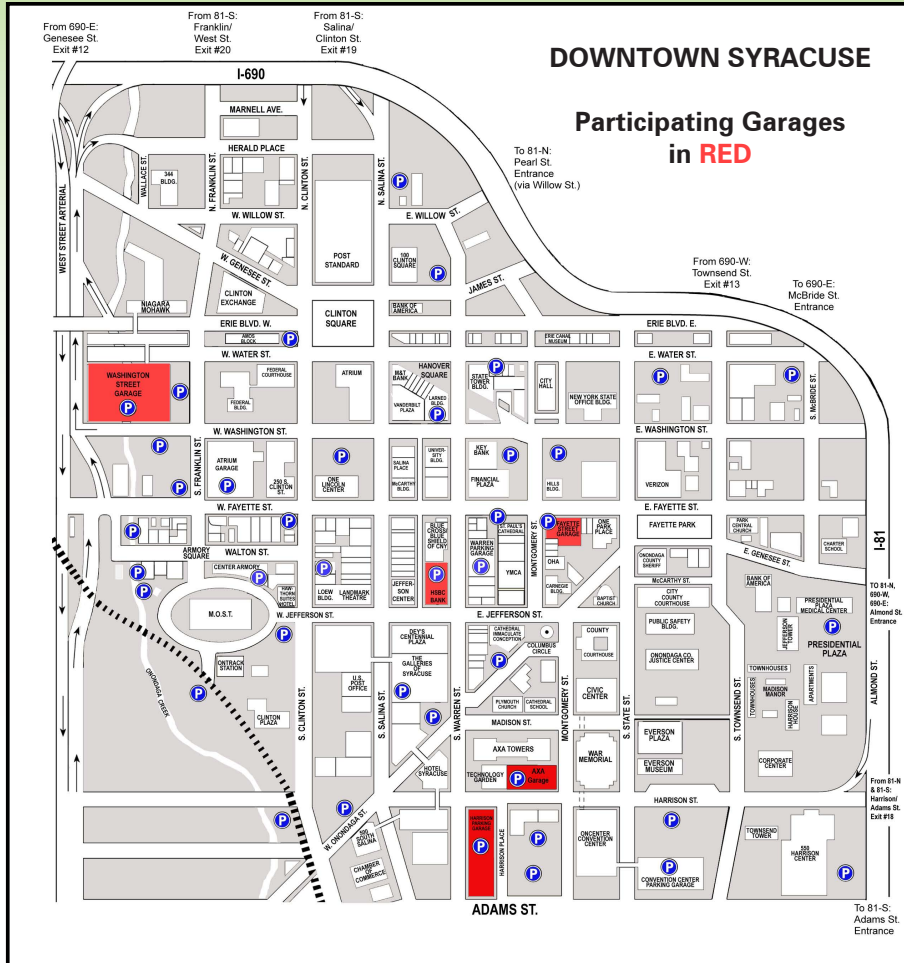 From 690-E:
Genesee St.
Exit #12
From 81-S:
Franklin/
West St.
Exit #20
From 81-S:
Salina/
Clinton St.
Exit #19
DOWNTOWN SYRACUSE
Participating Garages
in RED
I-690
MARNELL AVE.
HERALD PLACE
To 81-N:
Pearl St.
Entrance
(via Willow St.)
WEST STREET ARTERIAL
WALLACE ST.
344
BLDG.
N. FRANKLIN ST.
N. CLINTON ST.
N. SALINA ST.
P
W. WILLOW ST.
E. WILLOW ST.
W. GENESEE ST.
POST
STANDARD
100
CLINTON
SQUARE
P
JAMES ST.
From 690-W:
Townsend St.
Exit #13
To 690-E:
McBride St.
Entrance
NIAGARA
MOHAWK
CLINTON
EXCHANGE
CLINTON
SQUARE
BANK OF
AMERICA
ERIE BLVD. W.
ERIE BLVD. E.
AMOS
BLOCK
P
ERIE CANAL
MUSEUM
W. WATER ST.
E. WATER ST.
WASHINGTON
STREET
GARAGE
P
P
FEDERAL
COURTHOUSE
FEDERAL
BLDG.
ATRIUM
M&T
BANK
HANOVER
SQUARE
VANDERBILT
PLAZA
LARNED
BLDG.
P
STATE
TOWER
BLDG.
P
CITY
HALL
NEW YORK STATE
OFFICE BLDG.
P
P
S. McBRIDE ST.
W. WASHINGTON ST.
E. WASHINGTON ST.
P
P
S. FRANKLIN ST.
P
ATRIUM
GARAGE
250 S.
CLINTON
ST.
P
ONE
LINCOLN
CENTER
SALINA
PLACE
McCARTHY
BLDG.
UNIVER-
SITY
BLDG.
KEY
BANK
P
FINANCIAL
PLAZA
P
HILLS
BLDG.
VERIZON
W. FAYETTE ST.
E. FAYETTE ST.
P
P
ARMORY
SQUARE
WALTON ST.
BLUE
CROSS/
BLUE
SHIELD
OF CNY
P
HSBC
BANK
WARREN
PARKING
GARAGE
P
ST. PAUL'S
CATHEDRAL
YMCA
MONTGOMERY ST.
P
FAYETTE
STREET
GARAGE
ONE
PARK
PLACE
OHA
CARNEGIE
BLDG.
BAPTIST
CHURCH
FAYETTE PARK
PARK
CENTRAL
CHURCH
CHARTER
SCHOOL
I-81
E. GENESEE ST.
ONONDAGA
COUNTY
SHERIFF
McCARTHY ST.
P
P
CENTER ARMORY
P
HAW-
THORN
SUITES
HOTEL
P
LOEW
BLDG.
LANDMARK
THEATRE
JEFFER-
SON
CENTER
M.O.S.T.
W. JEFFERSON ST.
E. JEFFERSON ST.
P
CITY
COUNTY
COURTHOUSE
BANK OF
AMERICA
TO 81-N,
690-W,
690-E:
Almond St.
Entrance
PRESIDENTIAL
PLAZA
MEDICAL CENTER
P
PRESIDENTIAL
PLAZA
JEFFERSON
TOWER
PUBLIC SAFETY
BLDG.
ONONDAGA CO.
JUSTICE CENTER
DEY'S
CENTENNIAL
PLAZA
THE
GALLERIES
OF
SYRACUSE
CATHEDRAL
IMMACULATE
CONCEPTION
COLUMBUS
CIRCLE
P
COUNTY
COURTHOUSE
ONTRACK
STATION
P
ONONDAGA CREEK
U.S.
POST
OFFICE
CLINTON
PLAZA
S. CLINTON ST.
S. SALINA ST.
P
S. WARREN ST.
PLYMOUTH
CHURCH
CATHEDRAL
SCHOOL
MONTGOMERY ST.
CIVIC
CENTER
S. STATE ST.
S. TOWNSEND ST.
TOWNHOUSES
TOWNHOUSES
MADISON
MANOR
HARRISON
HOUSE
APARTMENTS
ALMOND ST.
MADISON ST.
AXA TOWERS
TECHNOLOGY
GARDEN
P
AXA
Garage
WAR
MEMORIAL
EVERSON
PLAZA
EVERSON
MUSEUM
CORPORATE
CENTER
HOTEL
SYRACUSE
HARRISON ST.
From 81-N
& 81-S:
Harrison/
Adams St.
Exit #18
P
P
W. ONONDAGA ST.
500
SOUTH
SALINA
CHAMBER
OF
COMMERCE
HARRISON PARKING
GARAGE
P
HARRISON PLACE
P
P
ONCENTER
CONVENTION
CENTER
P
CONVENTION CENTER
PARKING GARAGE
TOWNSEND
TOWER
550
HARRISON
CENTER
P
ADAMS ST.
To 81-S:
Adams St.
Entrance